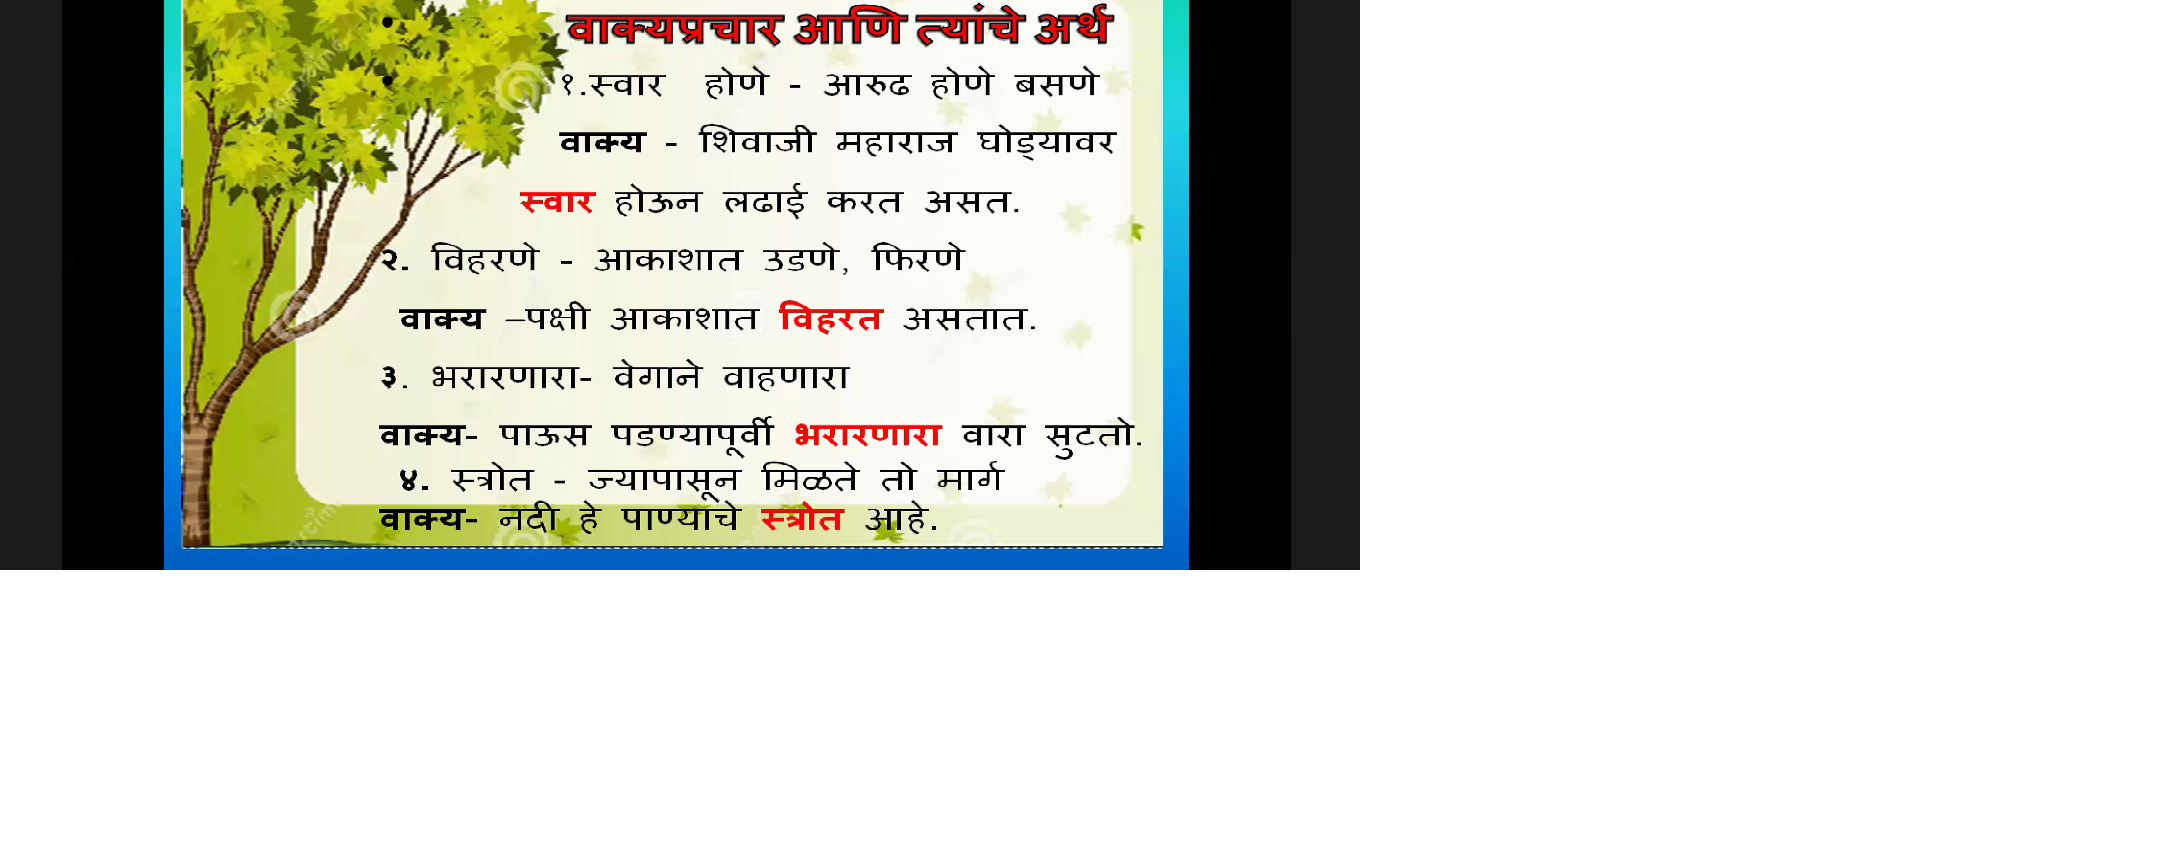 वाक्यप्रचार आणि त्यांचे अर्थ
१.स्वार होणे - आरुढ होणे बसणे
वाक्य - शिवाजी महाराज घोड्यावर
स्वार होऊन लढाई करत असत.
२. विहरणे - आकाशात उडणे, फिरणे
वाक्य –पक्षी आकाशात विहरत असतात.
३. भरारणारा- वेगाने वाहणारा
वाक्य- पाऊस पडण्यापूर्वी भरारणारा वारा सुटतो.
४. स्त्रोत - ज्यापासून मिळते तो मार्ग
वाक्य- नदी हे पाण्याचे स्त्रोत आहे.